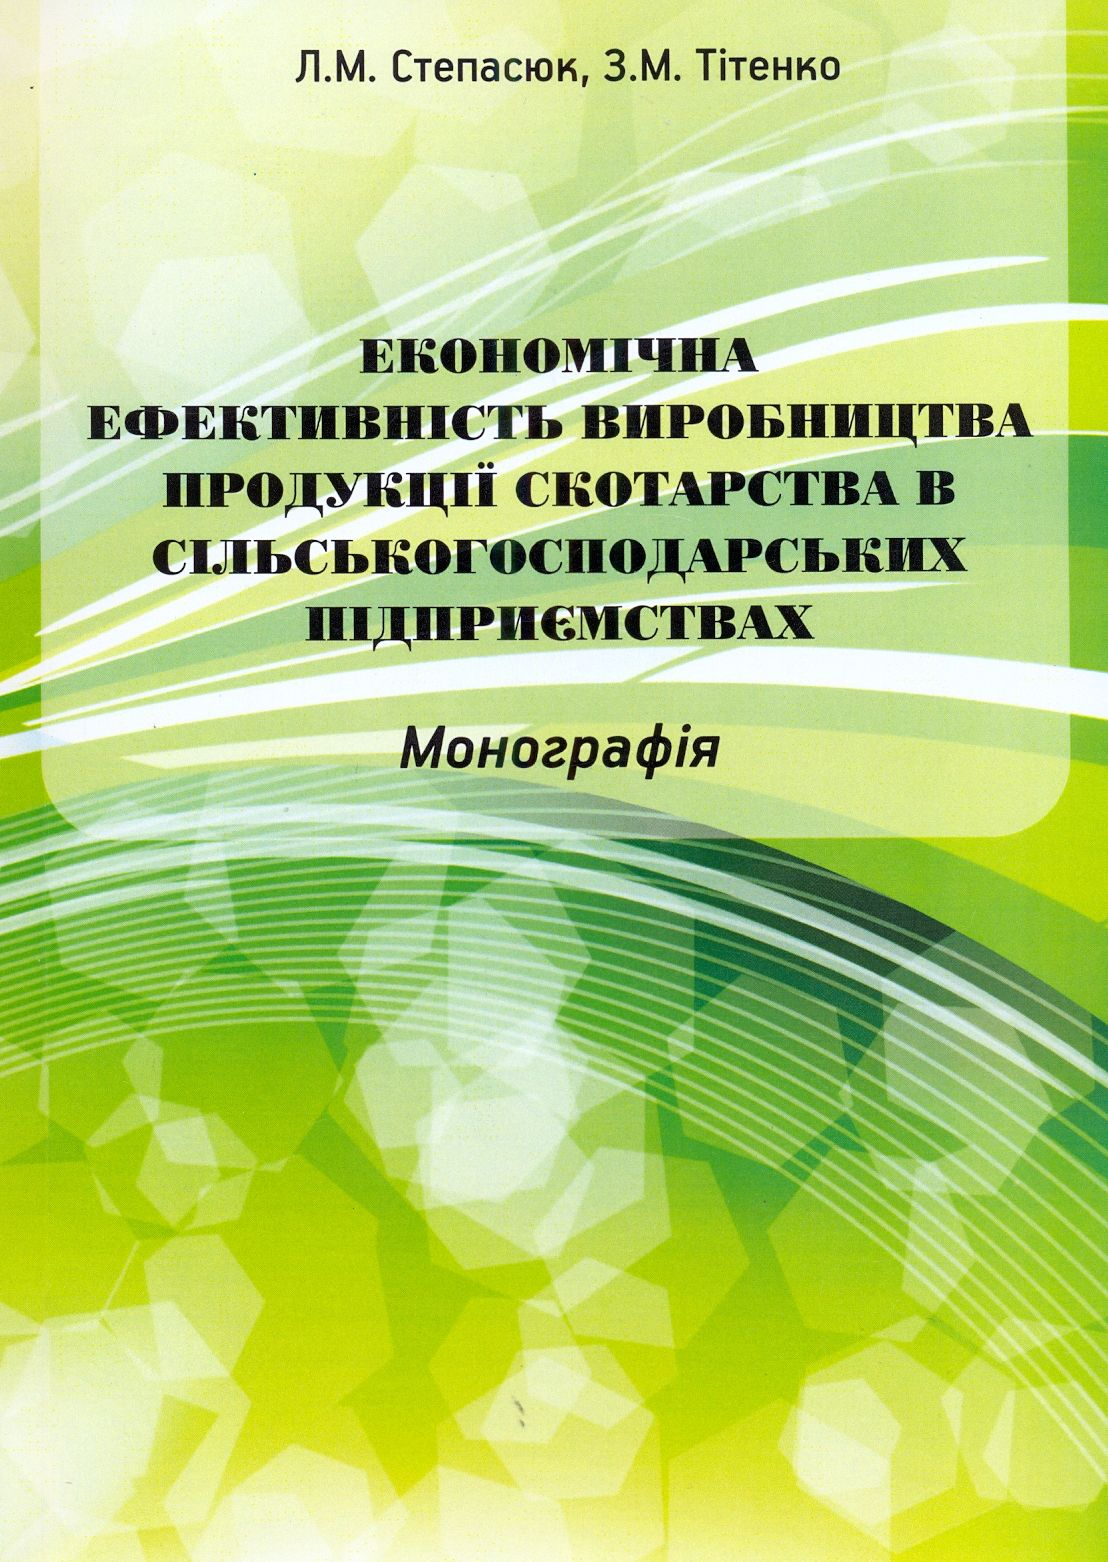 Л.М. Степасюк, З.М. Тітенко
ЕКОНОМІЧНА
ЕФЕКТИВНІСТЬ ВИРОБНИЦТВА
ПРОДУКЦІЇ СКОТАРСТВА В
СІЛЬСЬКОГОСПОДАРСЬКИХ
ПІДПРИЄМСТВАХ
Монографія